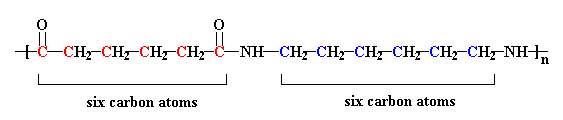 O O
-[-C—CH₂—CH₂—CH₂—CH₂—C—NH—CH₂—CH₂—CH₂—CH₂—CH₂—CH₂—NH-]-n
six carbon atoms six carbon atoms